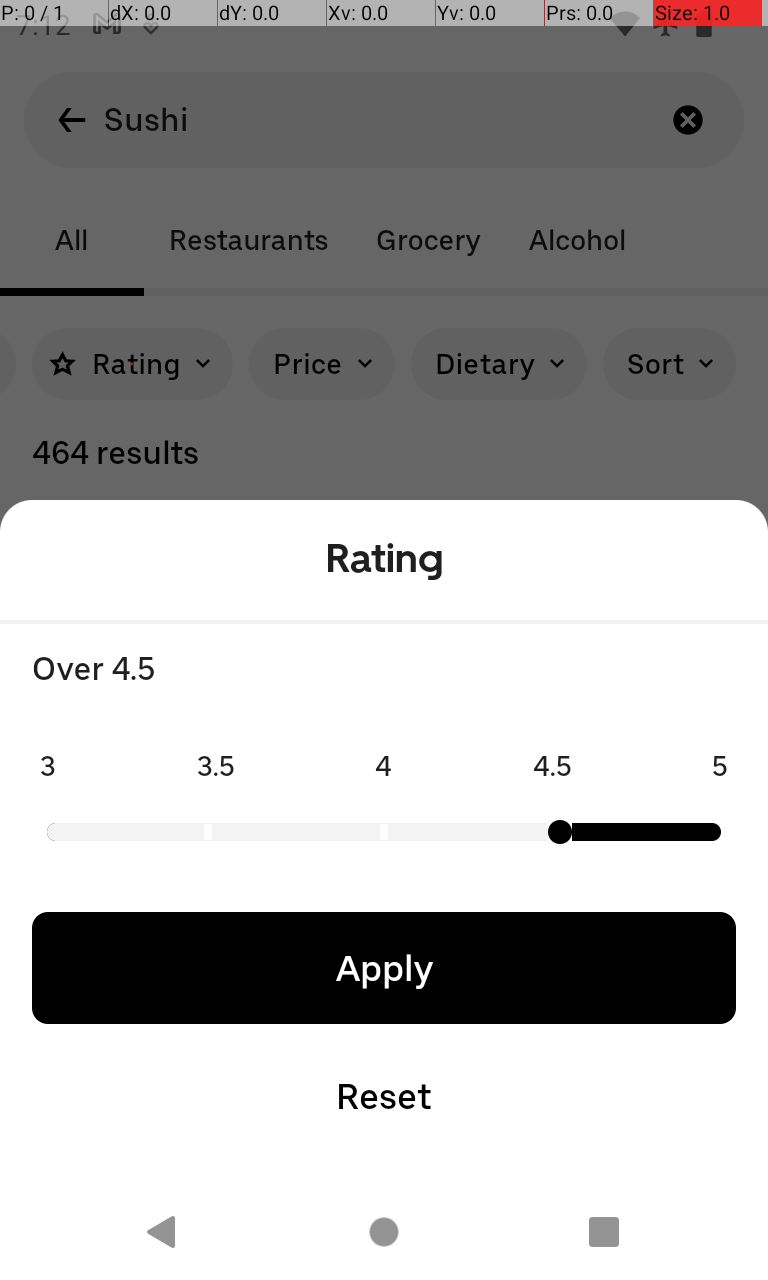 P: 0 / 1 dX: 0.0 dY: 0.0 Xv: 0.0 Yv: 0.0 Prs: 0.0 Size: 1.0
7:12
Sushi
All Restaurants Grocery Alcohol
Rating Price Dietary Sort
464 results
Rating
Over 4.5
3 3.5 4 4.5 5
Apply
Reset